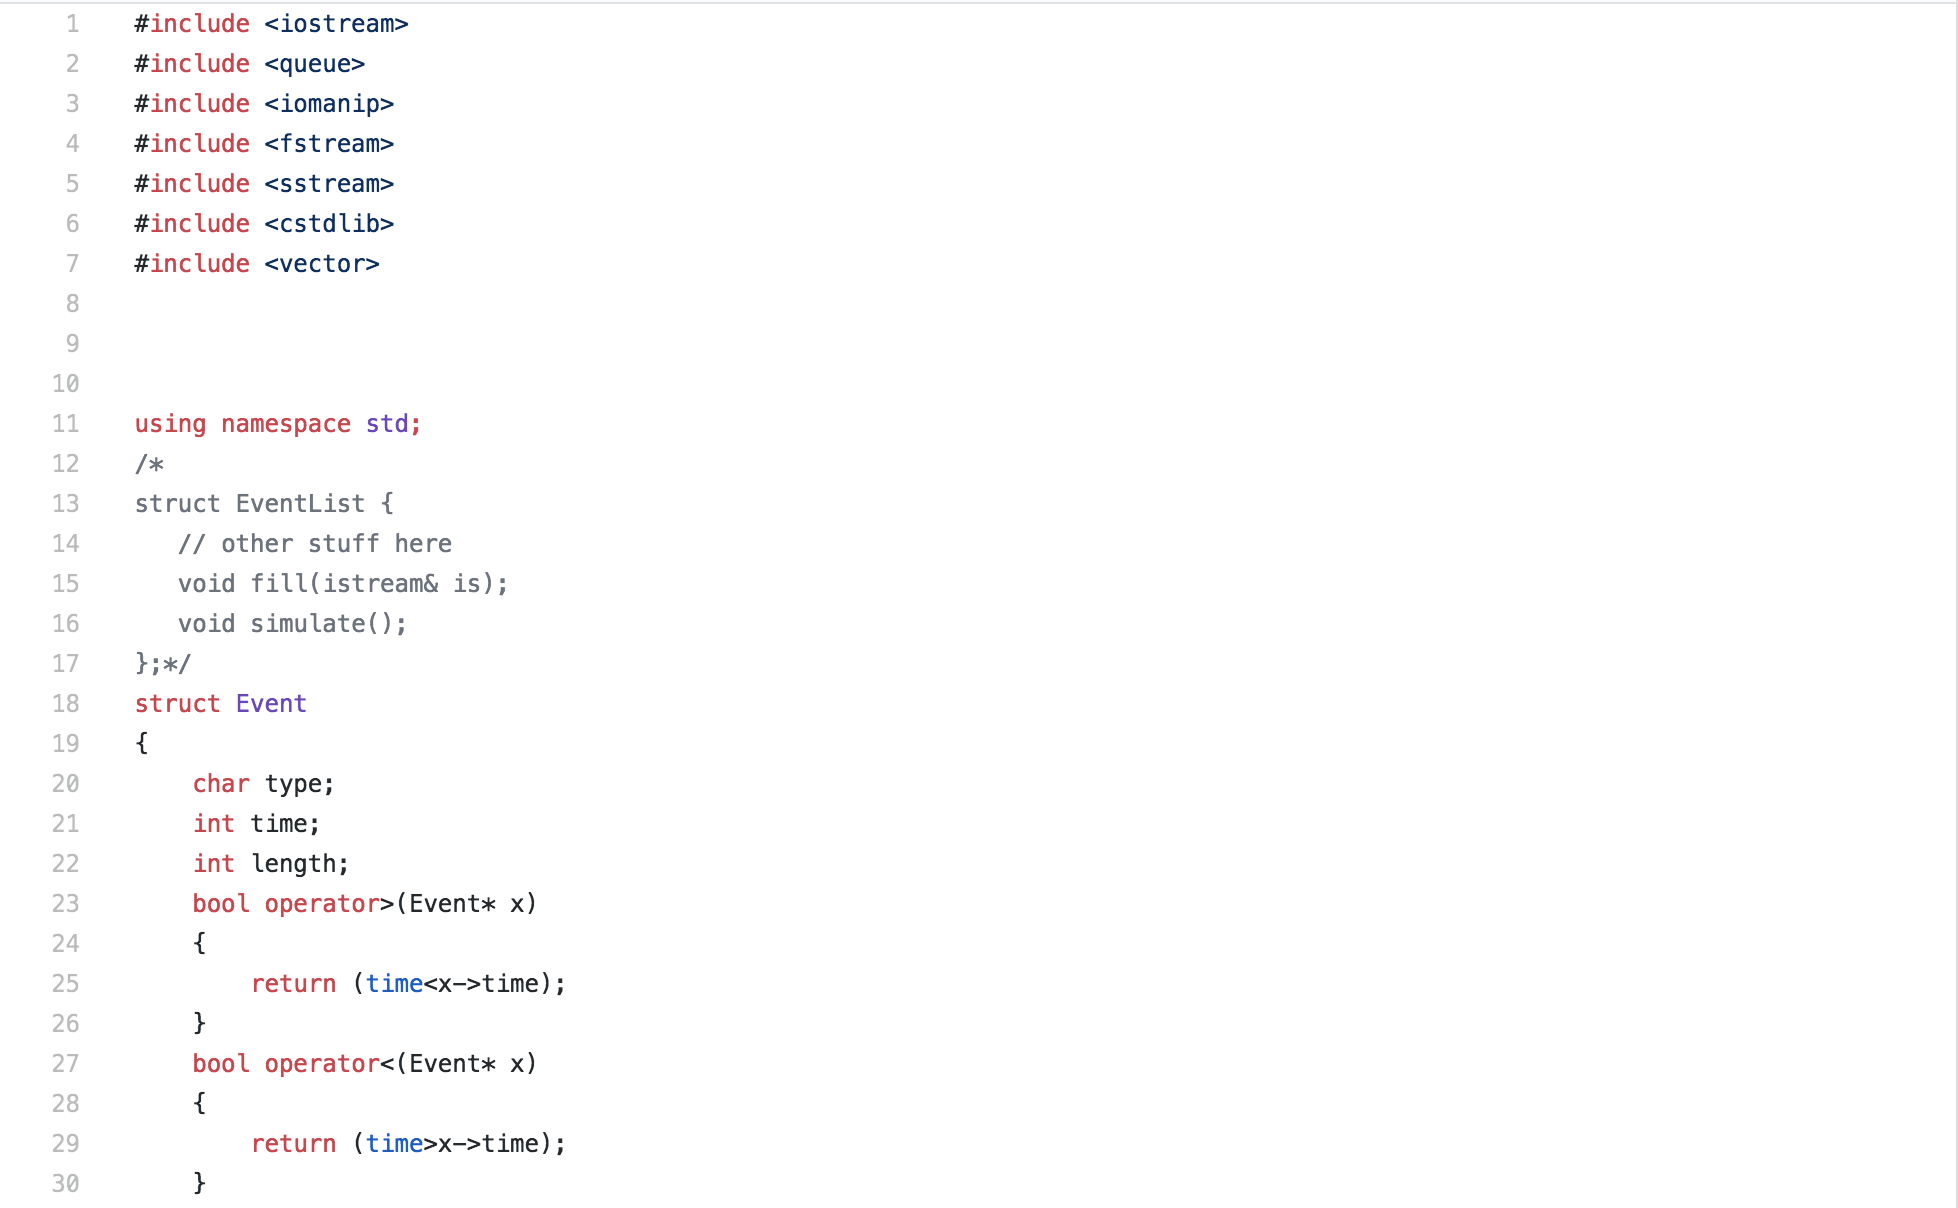 1 #include <iostream>
2 #include <queue>
3 #include <iomanip>
4 #include <fstream>
5 #include <sstream>
6 #include <cstdlib>
7 #include <vector>
8
9
10
11 using namespace std;
12 /*
13 struct EventList {
14    // other stuff here
15    void fill(istream& is);
16    void simulate();
17 };*/
18 struct Event
19 {
20     char type;
21     int time;
22     int length;
23     bool operator>(Event* x)
24     {
25         return (time<x->time);
26     }
27     bool operator<(Event* x)
28     {
29         return (time>x->time);
30     }